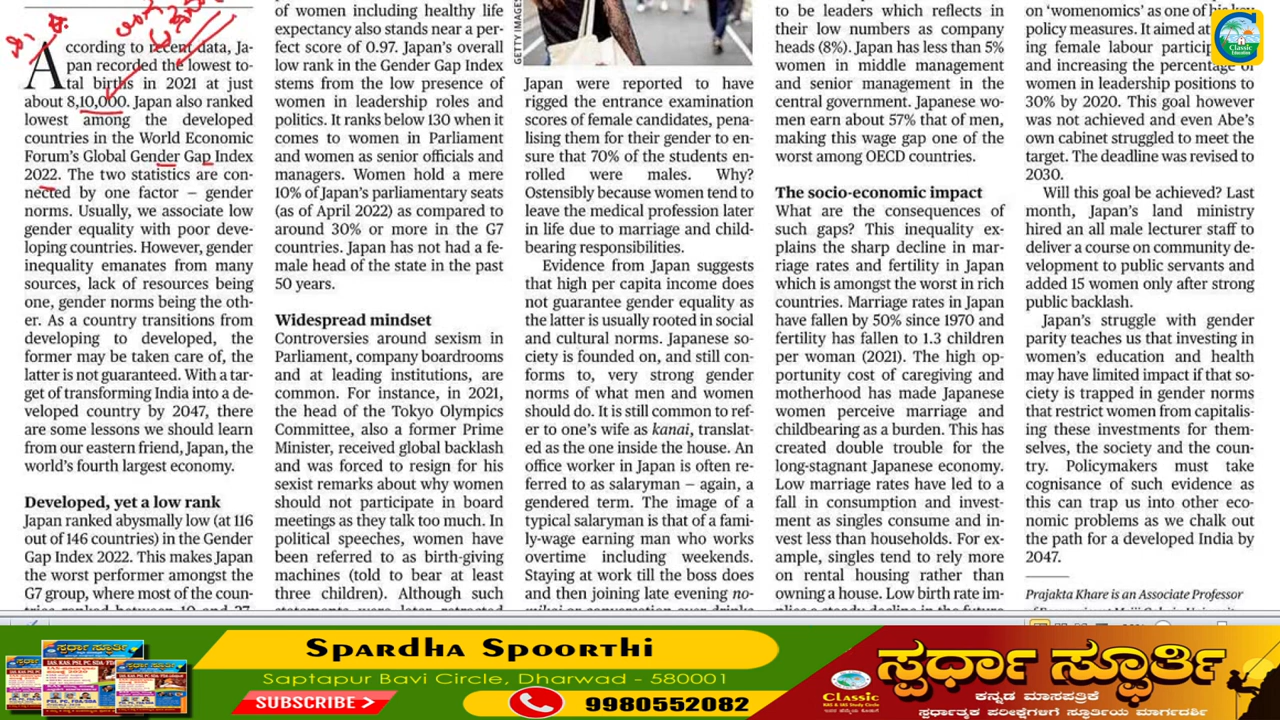 According to recent data, Ja-
pan recorded the lowest to-
tal births in 2021 at just
about 8,10,000. Japan also ranked
lowest among the developed
countries in the World Economic
Forum's Global Gender Gap Index
2022. The two statistics are con-
nected by one factor – gender
norms. Usually, we associate low
gender equality with poor deve-
loping countries. However, gender
inequality emanates from many
sources, lack of resources being
one, gender norms being the oth-
er. As a country transitions from
developing to developed, the
former may be taken care of, the
latter is not guaranteed. With a tar-
get of transforming India into a de-
veloped country by 2047, there
are some lessons we should learn
from our eastern friend, Japan, the
world's fourth largest economy.
Developed, yet a low rank
Japan ranked abysmally low (at 116
out of 146 countries) in the Gender
Gap Index 2022. This makes Japan
the worst performer amongst the
G7 group, where most of the coun-
tries ranked between 10 and 27.
of women including healthy life
expectancy also stands near a per-
fect score of 0.97. Japan's overall
low rank in the Gender Gap Index
stems from the low presence of
women in leadership roles and
politics. It ranks below 130 when it
comes to women in Parliament
and women as senior officials and
managers. Women hold a mere
10% of Japan's parliamentary seats
(as of April 2022) as compared to
around 30% or more in the G7
countries. Japan has not had a fe-
male head of the state in the past
50 years.
Widespread mindset
Controversies around sexism in
Parliament, company boardrooms
and at leading institutions, are
common. For instance, in 2021,
the head of the Tokyo Olympics
Committee, also a former Prime
Minister, received global backlash
and was forced to resign for his
sexist remarks about why women
should not participate in board
meetings as they talk too much. In
political speeches, women have
been referred to as birth-giving
machines (told to bear at least
three children). Although such
statements were later retracted
GETTY IMAGES
Japan were reported to have
rigged the entrance examination
scores of female candidates, pena-
lising them for their gender to en-
sure that 70% of the students en-
rolled were males. Why?
Ostensibly because women tend to
leave the medical profession later
in life due to marriage and child-
bearing responsibilities.
Evidence from Japan suggests
that high per capita income does
not guarantee gender equality as
the latter is usually rooted in social
and cultural norms. Japanese so-
ciety is founded on, and still con-
forms to, very strong gender
norms of what men and women
should do. It is still common to ref-
er to one's wife as kanai, translat-
ed as the one inside the house. An
office worker in Japan is often re-
ferred to as salaryman – again, a
gendered term. The image of a
typical salaryman is that of a fami-
ly-wage earning man who works
overtime including weekends.
Staying at work till the boss does
and then joining late evening no-
mikai or conversation over drinks
to be leaders which reflects in
their low numbers as company
heads (8%). Japan has less than 5%
women in middle management
and senior management in the
central government. Japanese wo-
men earn about 57% that of men,
making this wage gap one of the
worst among OECD countries.
The socio-economic impact
What are the consequences of
such gaps? This inequality ex-
plains the sharp decline in mar-
riage rates and fertility in Japan
which is amongst the worst in rich
countries. Marriage rates in Japan
have fallen by 50% since 1970 and
fertility has fallen to 1.3 children
per woman (2021). The high op-
portunity cost of caregiving and
motherhood has made Japanese
women perceive marriage and
childbearing as a burden. This has
created double trouble for the
long-stagnant Japanese economy.
Low marriage rates have led to a
fall in consumption and invest-
ment as singles consume and in-
vest less than households. For ex-
ample, singles tend to rely more
on rental housing rather than
owning a house. Low birth rate im-
plies a steady decline in the future
on 'womenomics' as one of his key
policy measures. It aimed at
ing female labour particip
and increasing the percentage of
women in leadership positions to
30% by 2020. This goal however
was not achieved and even Abe's
own cabinet struggled to meet the
target. The deadline was revised to
2030.
Will this goal be achieved? Last
month, Japan's land ministry
hired an all male lecturer staff to
deliver a course on community de-
velopment to public servants and
added 15 women only after strong
public backlash.
Japan's struggle with gender
parity teaches us that investing in
women's education and health
may have limited impact if that so-
ciety is trapped in gender norms
that restrict women from capitalis-
ing these investments for them-
selves, the society and the coun-
try. Policymakers must take
cognisance of such evidence as
this can trap us into other eco-
nomic problems as we chalk out
the path for a developed India by
2047.
Prajakta Khare is an Associate Professor
Classic
Education
Spardha Spoorthi
Saptapur Bavi Circle, Dharwad - 580001
SUBSCRIBE
9980552082
Classic
KAS & IAS Study Circle
ಸ್ಪರ್ಧಾ ಸ್ಫೂರ್ತಿ
ಕನ್ನಡ ಮಾಸಪತ್ರಿಕೆ
ಸ್ಪರ್ಧಾತ್ಮಕ ಪರೀಕ್ಷೆಗಳಿಗೆ ಸ್ಫೂರ್ತಿಯ ಮಾರ್ಗದರ್ಶಿ